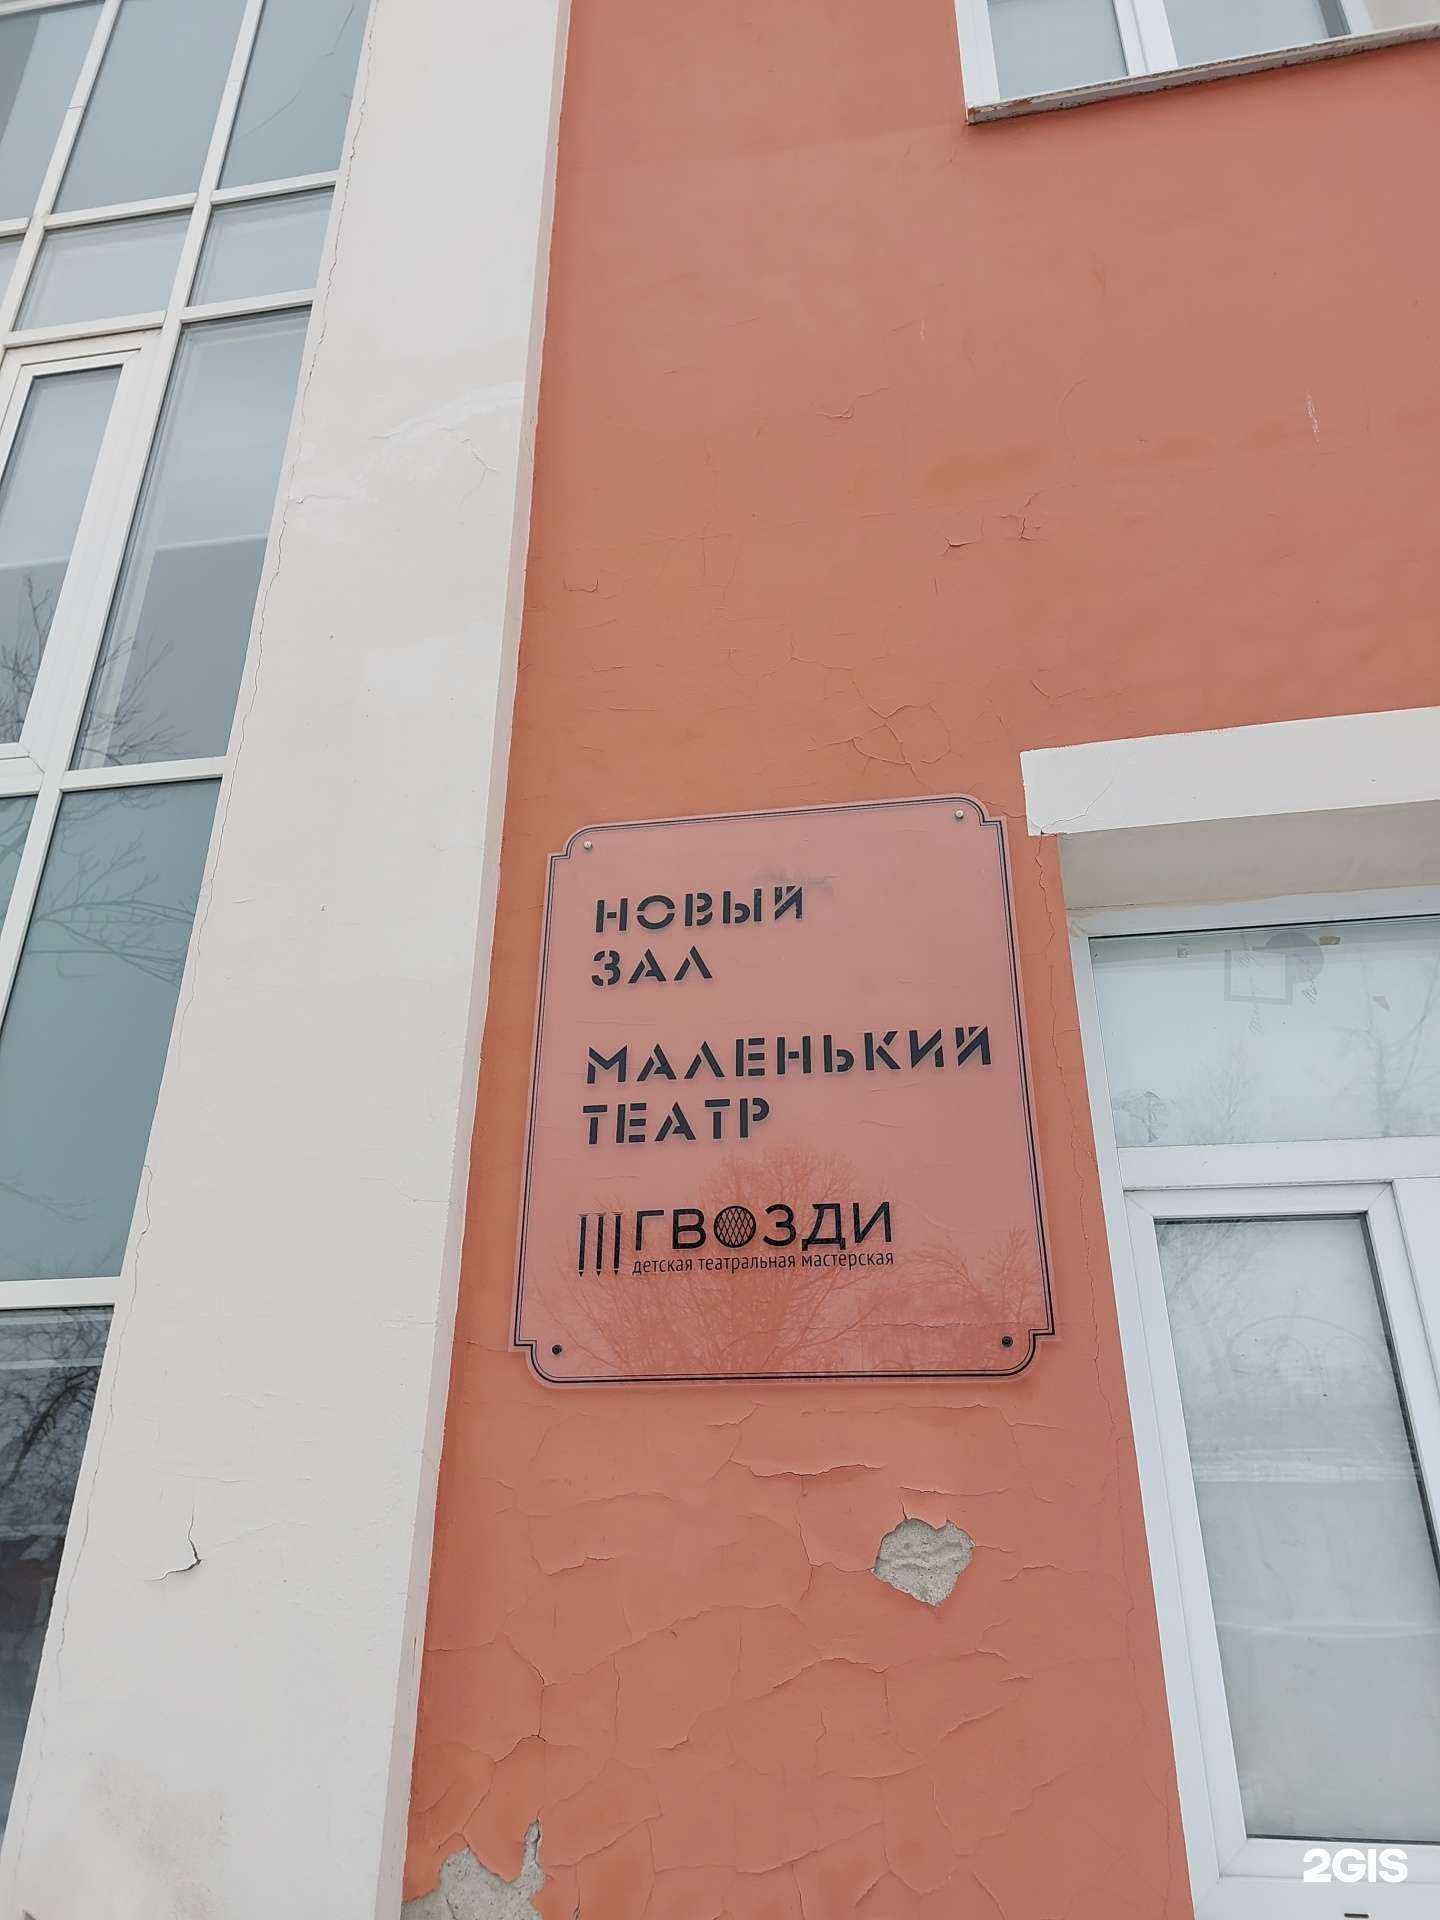 НОВЫЙ
ЗАЛ
МАЛЕНЬКИЙ
ТЕАТР
ГВОЗДИ
детская театральная мастерская
2GIS